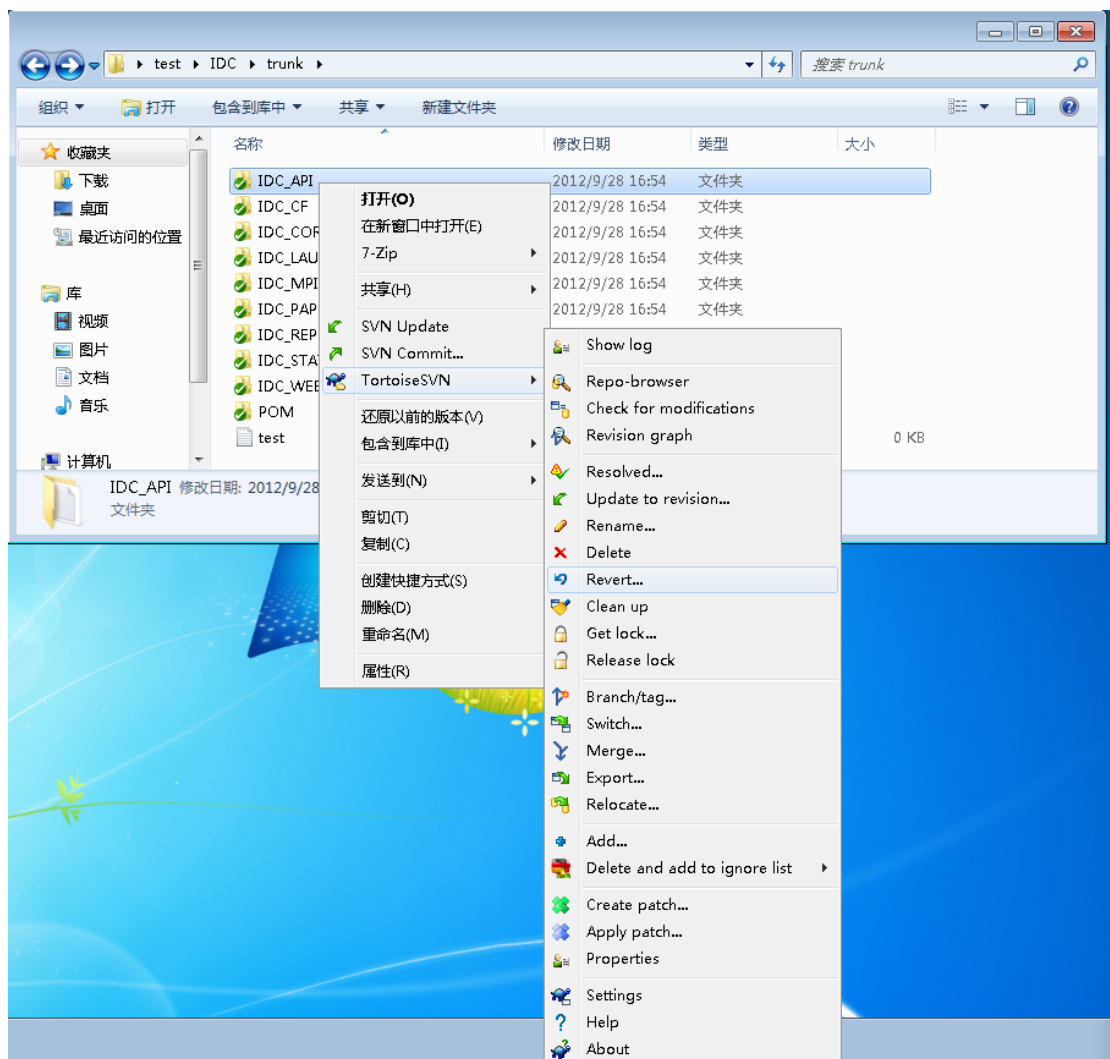 test ▸ IDC ▸ trunk ▸
搜索 trunk
组织 打开 包含到库中 共享 新建文件夹
收藏夹
下载
桌面
最近访问的位置
库
视频
图片
文档
音乐
计算机
名称 修改日期 类型 大小
IDC_API 2012/9/28 16:54 文件夹
IDC_CF 2012/9/28 16:54 文件夹
IDC_COR 2012/9/28 16:54 文件夹
IDC_LAU 2012/9/28 16:54 文件夹
IDC_MPI 2012/9/28 16:54 文件夹
IDC_PAP 2012/9/28 16:54 文件夹
IDC_REP
IDC_STA
IDC_WEB
POM
test 0 KB
IDC_API 修改日期: 2012/9/28
文件夹
打开(O)
在新窗口中打开(E)
7-Zip
共享(H)
SVN Update
SVN Commit...
TortoiseSVN
还原以前的版本(V)
包含到库中(I)
发送到(N)
剪切(T)
复制(C)
创建快捷方式(S)
删除(D)
重命名(M)
属性(R)
Show log
Repo-browser
Check for modifications
Revision graph
Resolved...
Update to revision...
Rename...
Delete
Revert...
Clean up
Get lock...
Release lock
Branch/tag...
Switch...
Merge...
Export...
Relocate...
Add...
Delete and add to ignore list
Create patch...
Apply patch...
Properties
Settings
Help
About